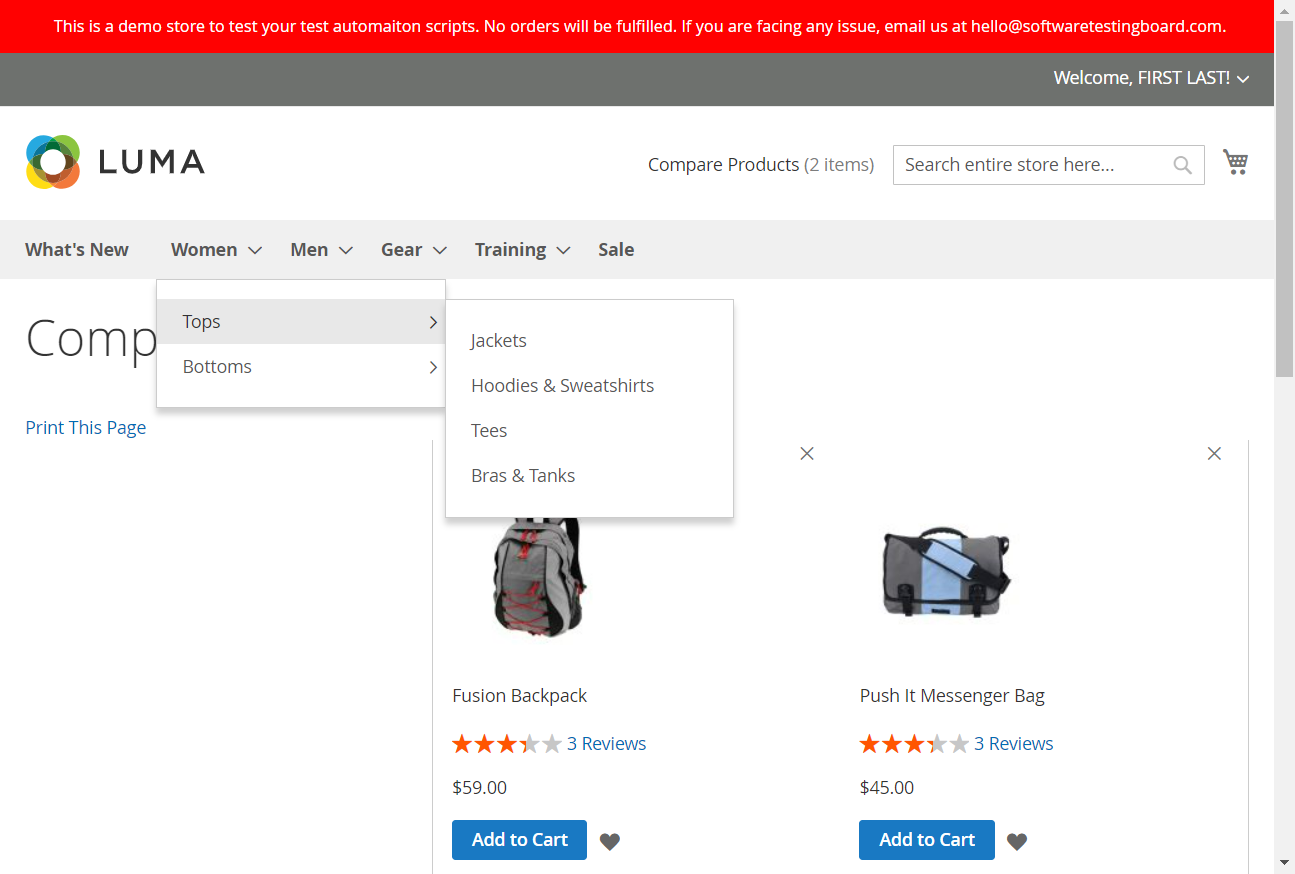 This is a demo store to test your test automaiton scripts. No orders will be fulfilled. If you are facing any issue, email us at hello@softwaretestingboard.com.
Welcome, FIRST LAST!
LUMA
Compare Products (2 items)
Search entire store here...
What's New
Women
Men
Gear
Training
Sale
Comp
Tops
Bottoms
Jackets
Hoodies & Sweatshirts
Tees
Bras & Tanks
Print This Page
Fusion Backpack
Push It Messenger Bag
3 Reviews
3 Reviews
$59.00
$45.00
Add to Cart
Add to Cart